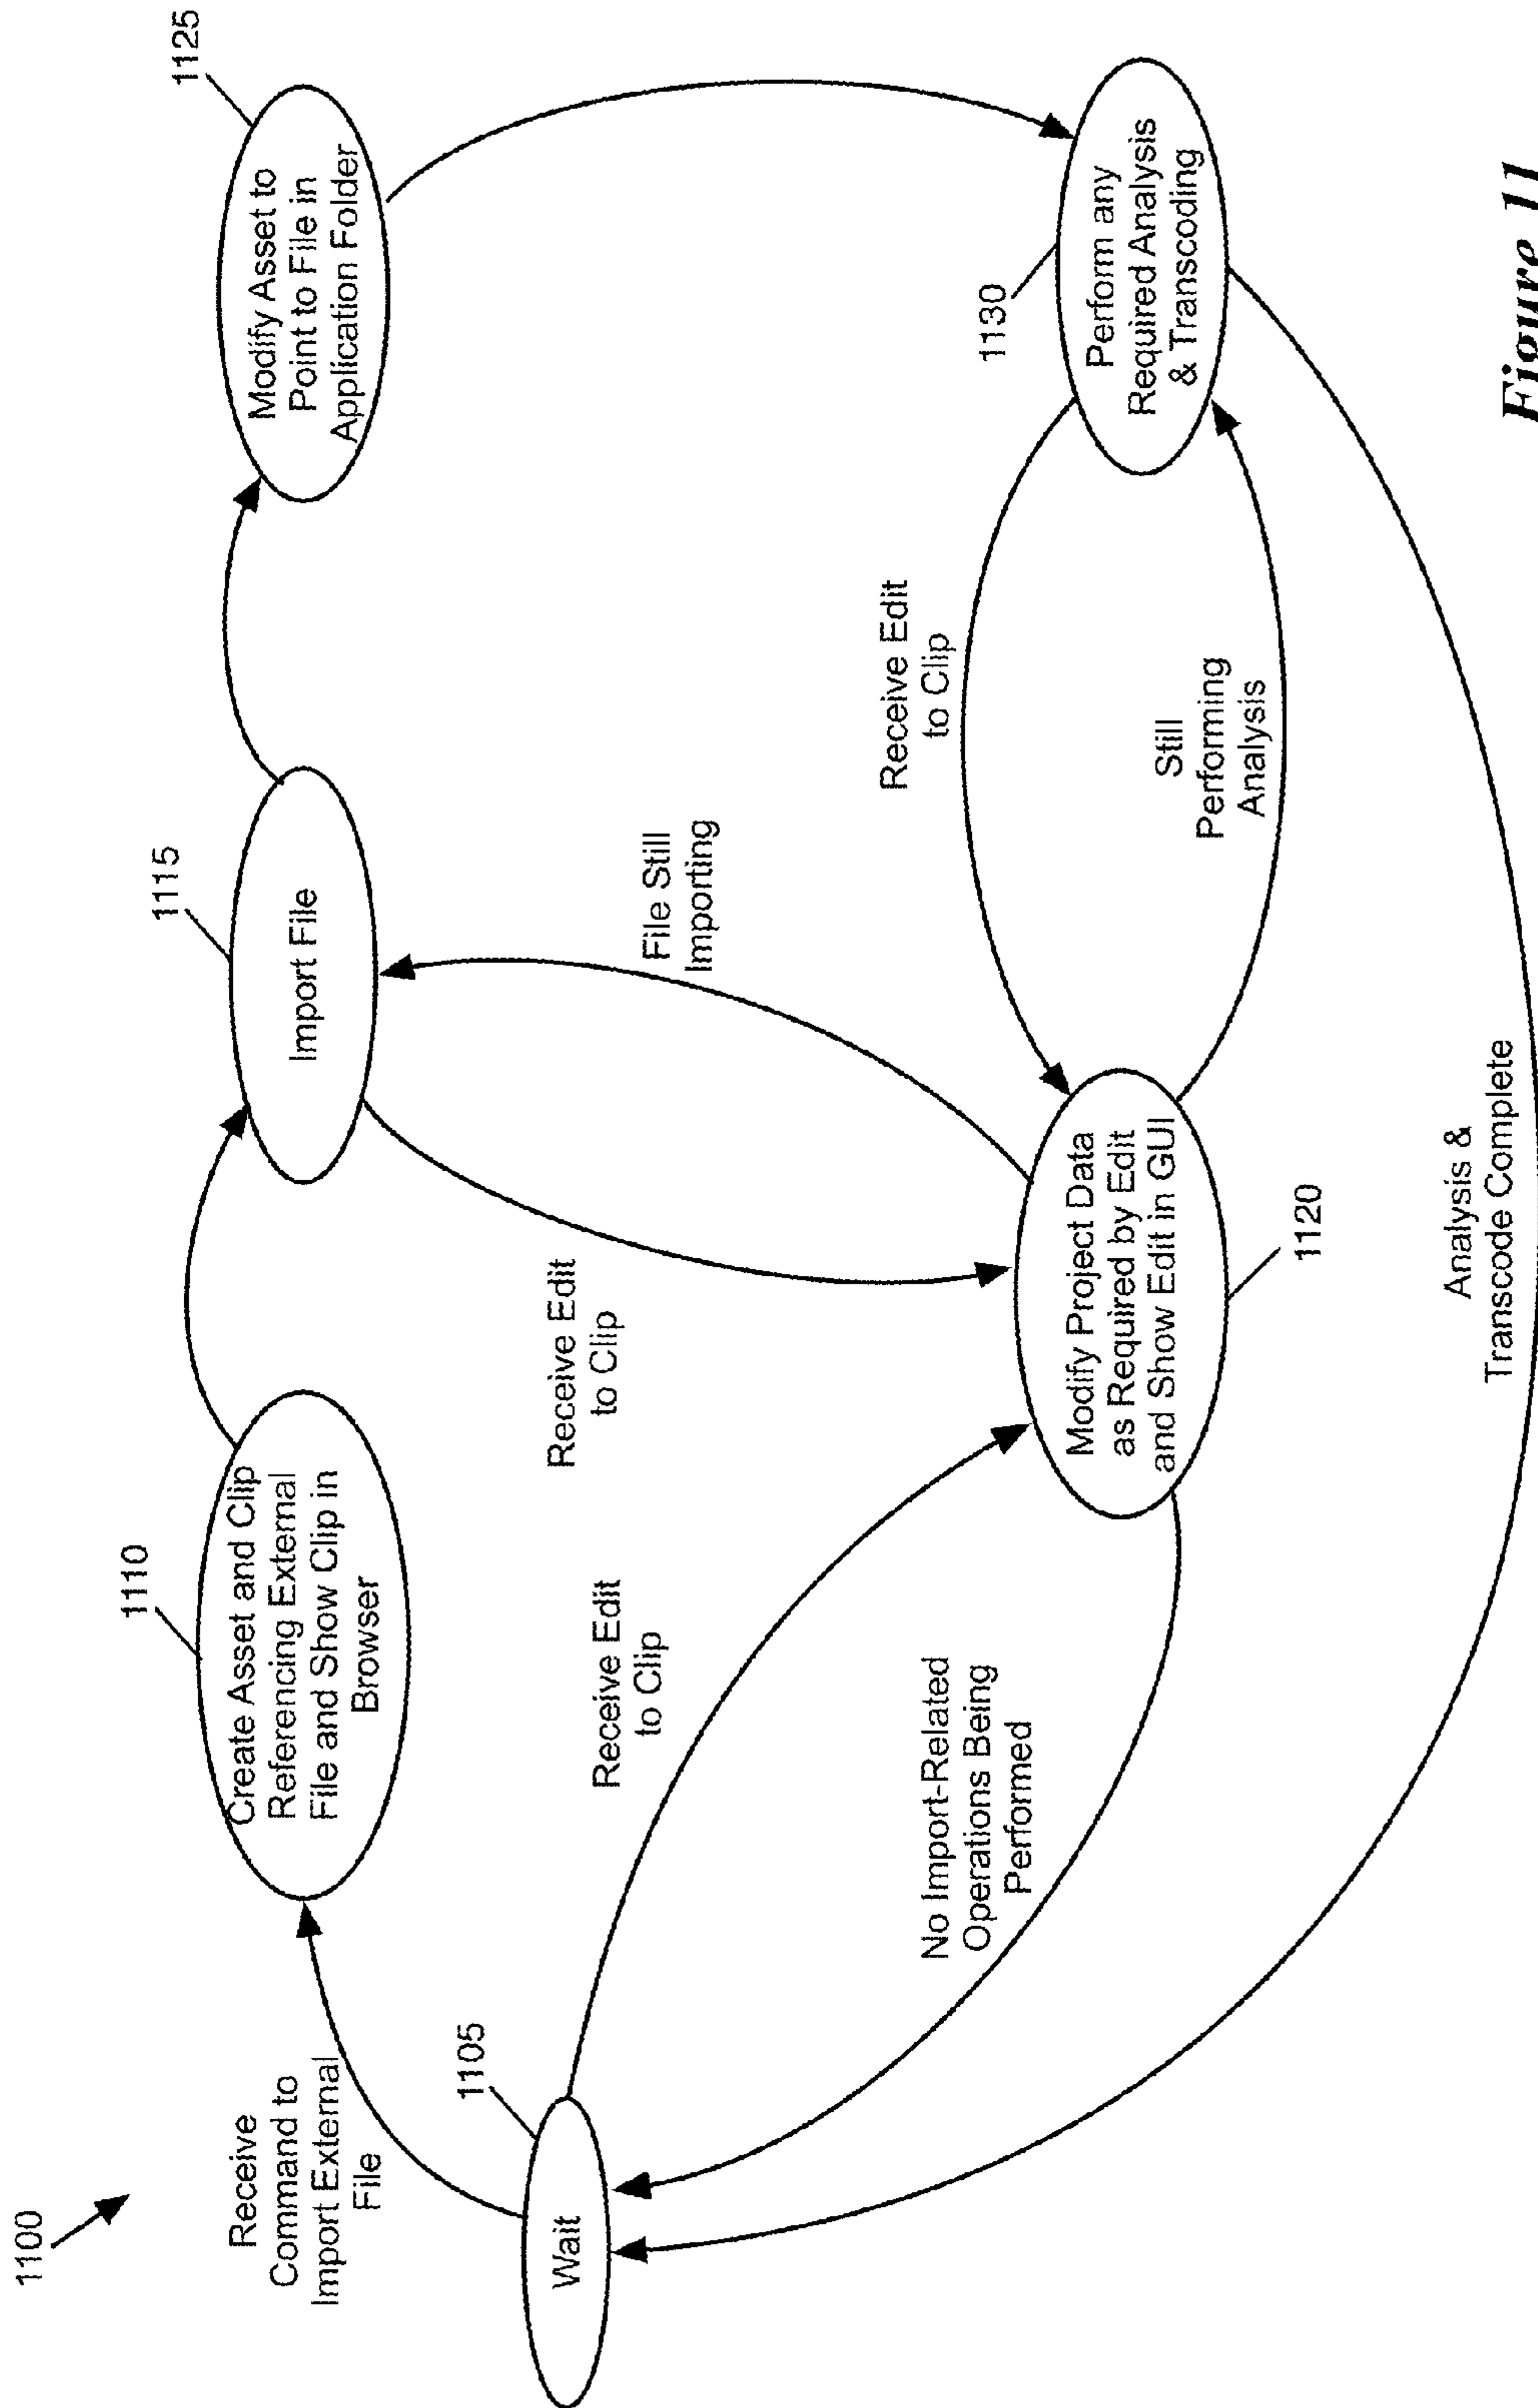 1100
Receive
Command to
Import External
File
1105
Wait
1110
Create Asset and Clip
Referencing External
File and Show Clip in
Browser
1115
Import File
1125
Modify Asset to
Point to File in
Application Folder
Receive Edit
to Clip
Receive Edit
to Clip
File Still
Importing
No Import-Related
Operations Being
Performed
Modify Project Data
as Required by Edit
and Show Edit in GUI
1120
Receive Edit
to Clip
Still
Performing
Analysis
1130
Perform any
Required Analysis
& Transcoding
Analysis &
Transcode Complete
Figure 11